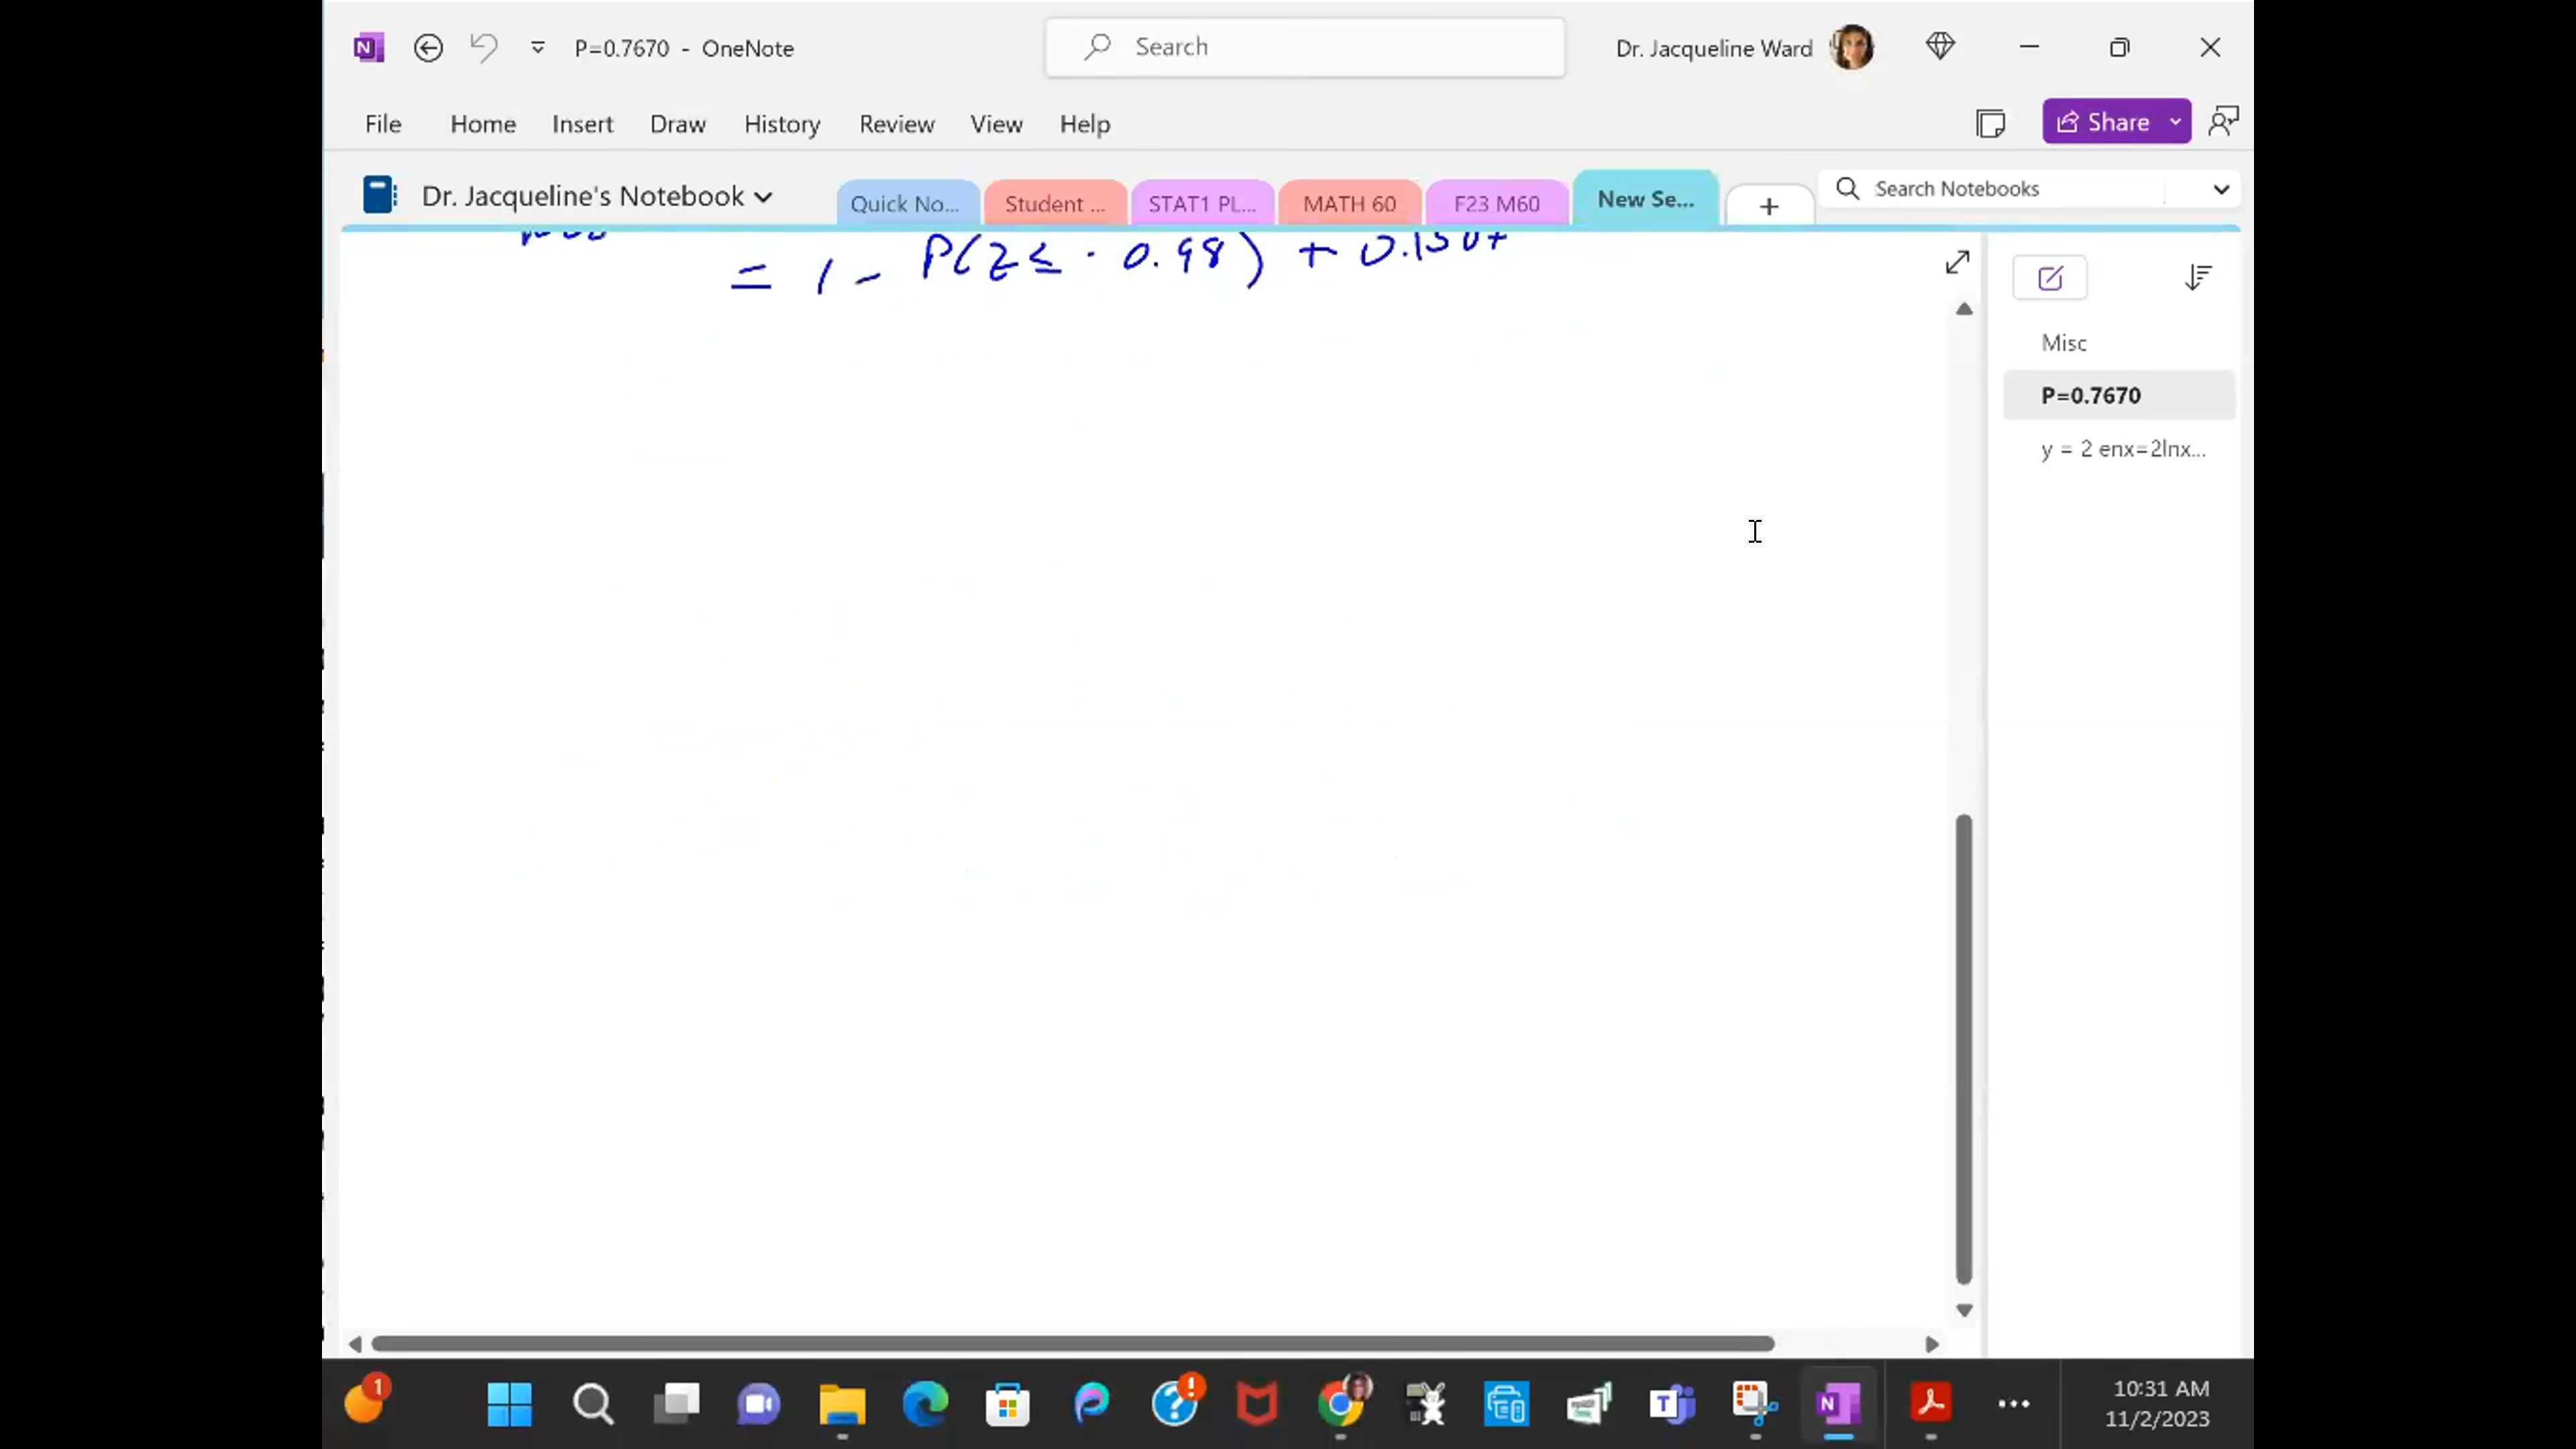 P=0.7670 - OneNote
Search
Dr. Jacqueline Ward
File Home Insert Draw History Review View Help
Share
Dr. Jacqueline's Notebook
Quick No...
Student ...
STAT1 PL...
MATH 60
F23 M60
New Se...
+
Search Notebooks
= 1 - P(Z ≤ - 0.98) +
Misc
P=0.7670
y = 2 enx=2lnx...
1
10:31 AM
11/2/2023